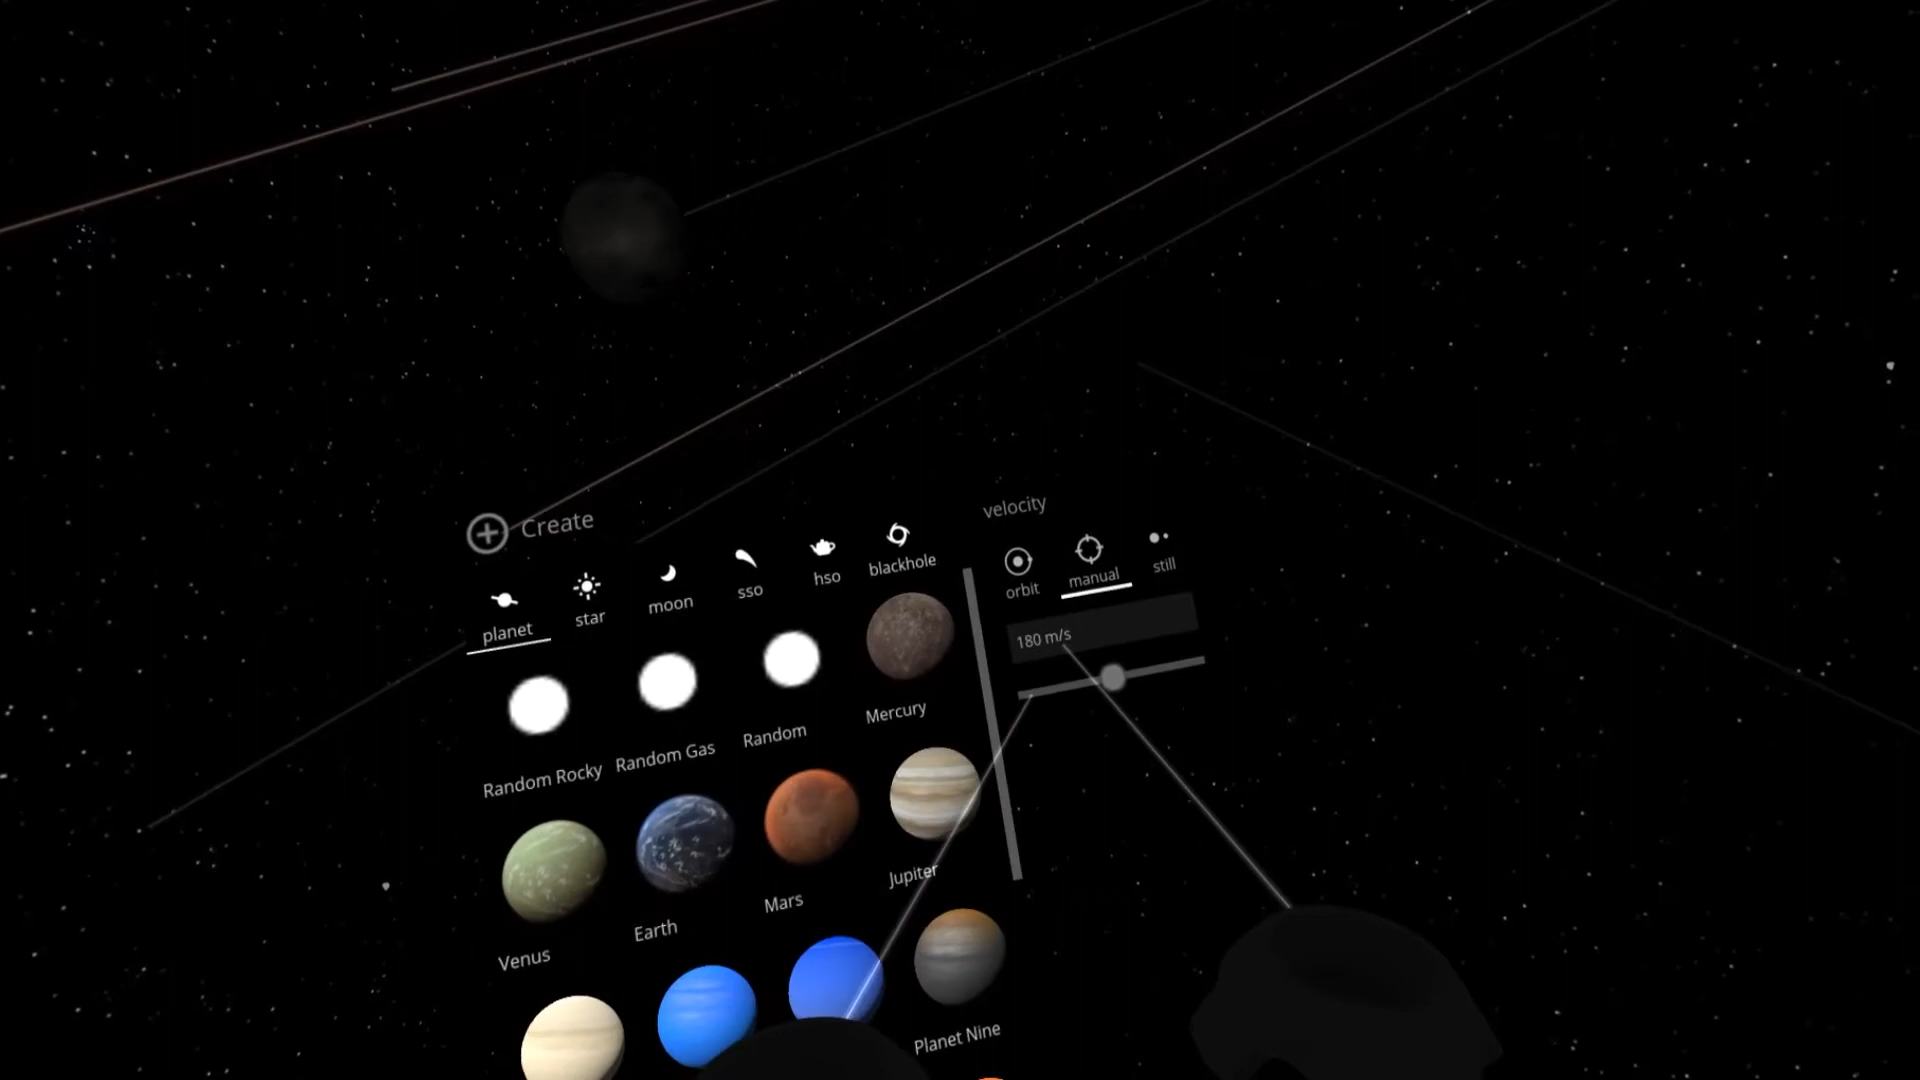 Create
planet star moon sso hso blackhole
Random Rocky Random Gas Random Mercury
Venus Earth Mars Jupiter
Planet Nine
velocity
orbit manual still
180 m/s